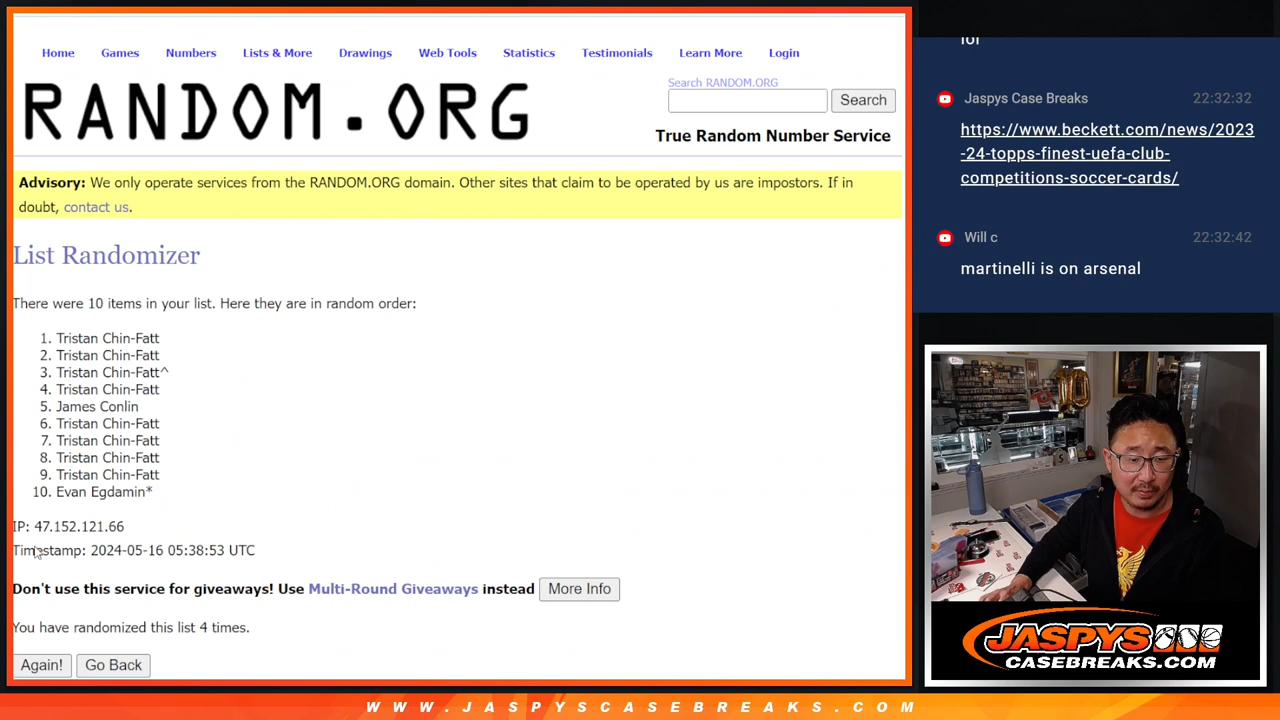 Home Games Numbers Lists & More Drawings Web Tools Statistics Testimonials Learn More Login
RANDOM.ORG
Search RANDOM.ORG
Search
True Random Number Service
Advisory: We only operate services from the RANDOM.ORG domain. Other sites that claim to be operated by us are impostors. If in
doubt, contact us.
List Randomizer
There were 10 items in your list. Here they are in random order:
1. Tristan Chin-Fatt
2. Tristan Chin-Fatt
3. Tristan Chin-Fatt^
4. Tristan Chin-Fatt
5. James Conlin
6. Tristan Chin-Fatt
7. Tristan Chin-Fatt
8. Tristan Chin-Fatt
9. Tristan Chin-Fatt
10. Evan Egdamin*
IP: 47.152.121.66
Timestamp: 2024-05-16 05:38:53 UTC
Don't use this service for giveaways! Use Multi-Round Giveaways instead More Info
You have randomized this list 4 times.
Again! Go Back
Jaspys Case Breaks 22:32:32
https://www.beckett.com/news/2023
-24-topps-finest-uefa-club-
competitions-soccer-cards/
Will c 22:32:42
martinelli is on arsenal
10
JASPYS
CASEBREAKS.COM
WWW.JASPYSCASEBREAKS.COM